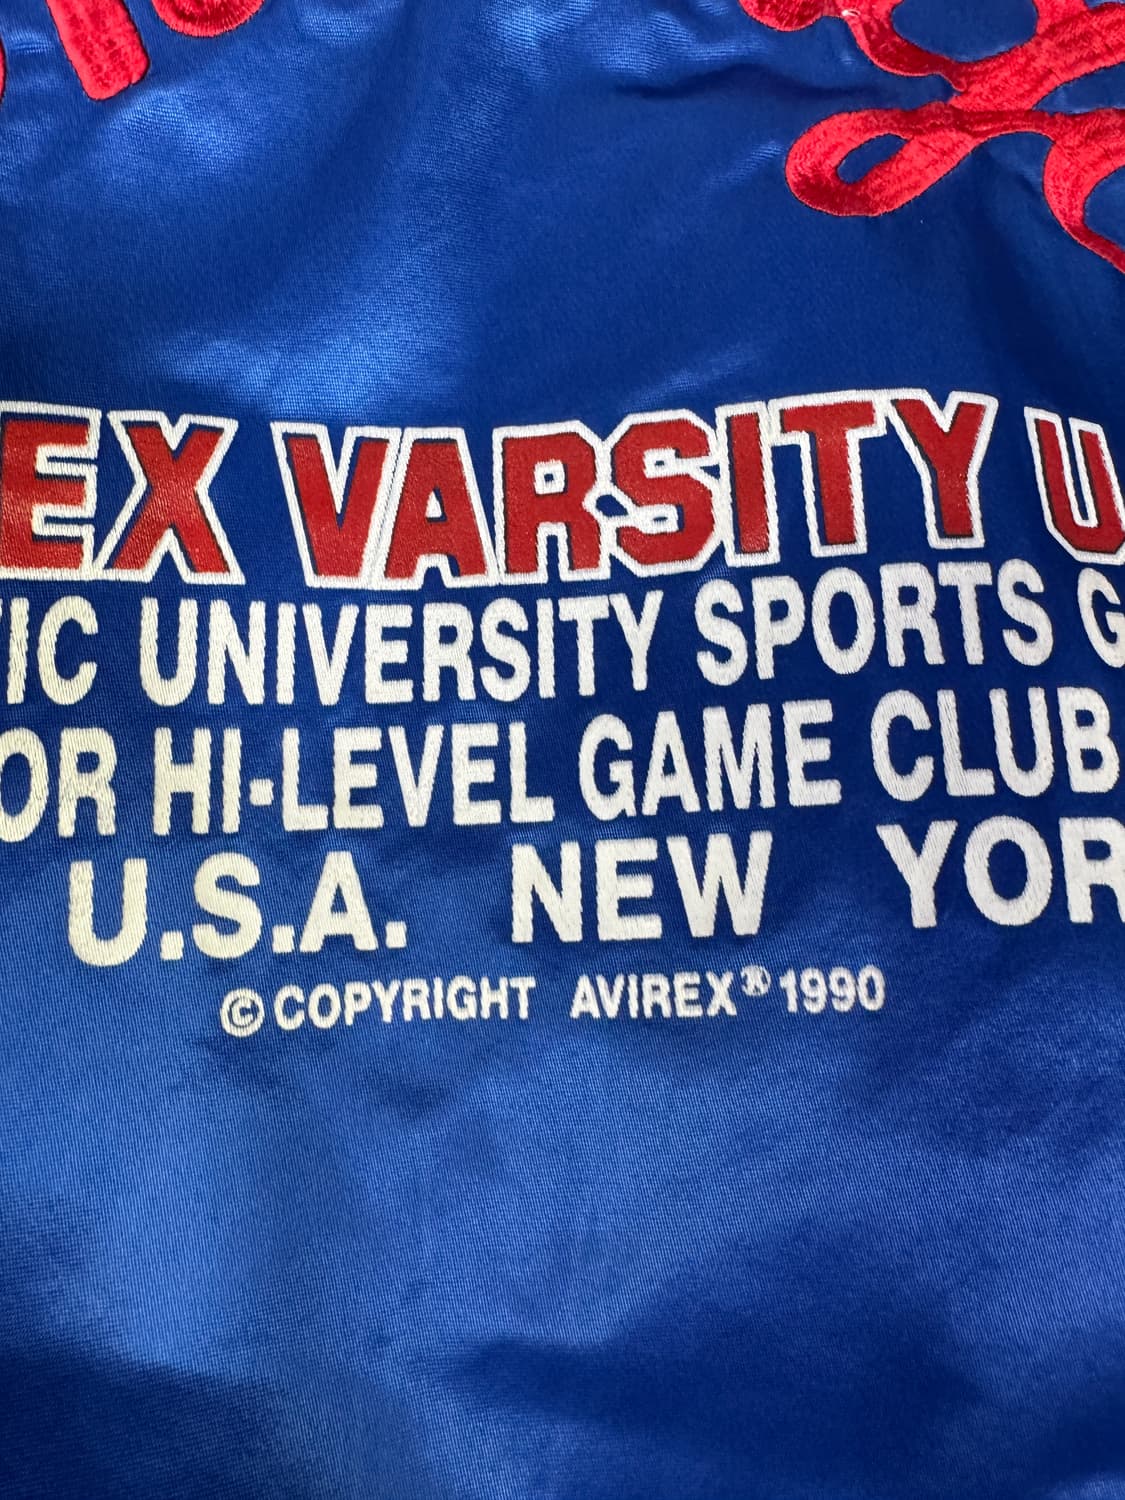 EX VARSITY U
IC UNIVERSITY SPORTS G
OR HI-LEVEL GAME CLUB
U.S.A. NEW YOR
© COPYRIGHT AVIREX® 1990